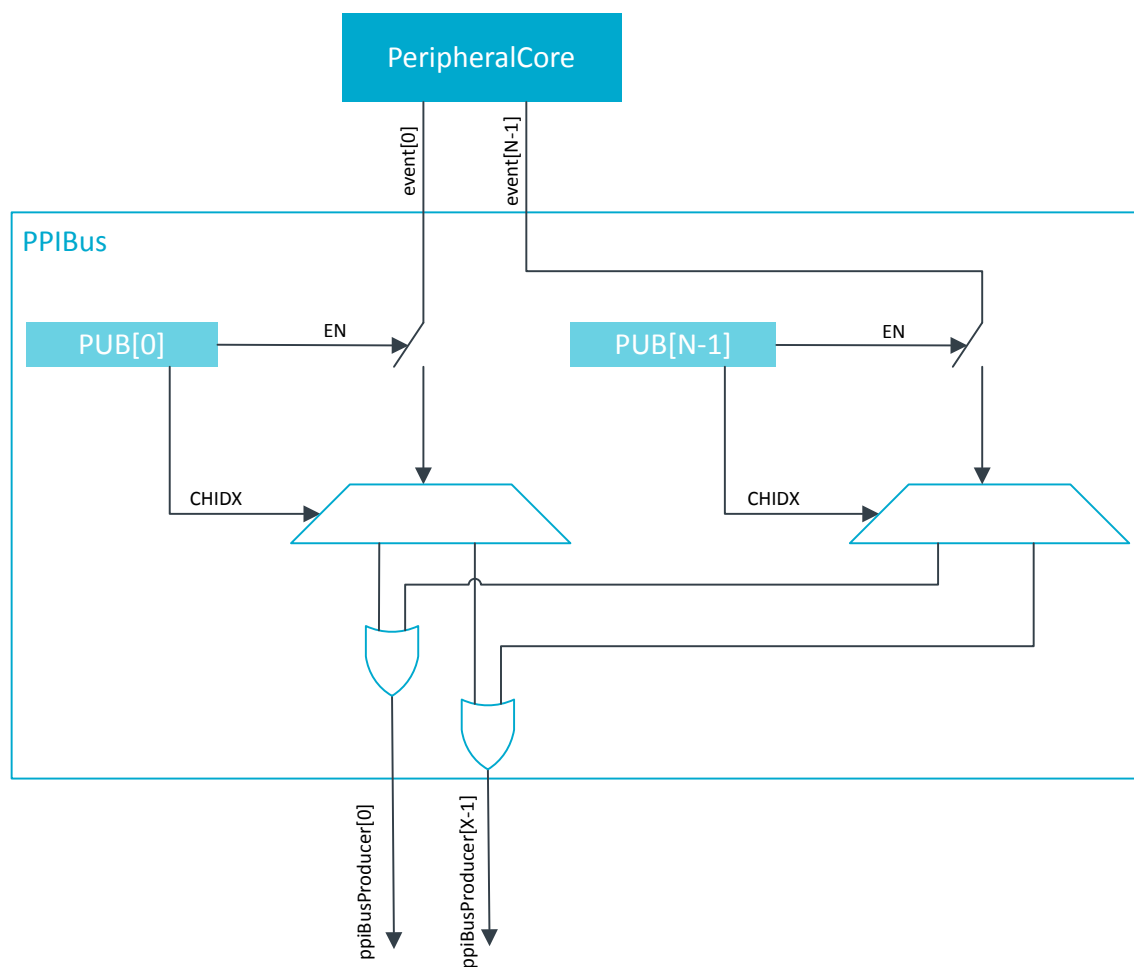 PeripheralCore
event[0]
event[N-1]
PPIBus
PUB[0]
EN
PUB[N-1]
EN
CHIDX
CHIDX
ppiBusProducer[0]
ppiBusProducer[X-1]